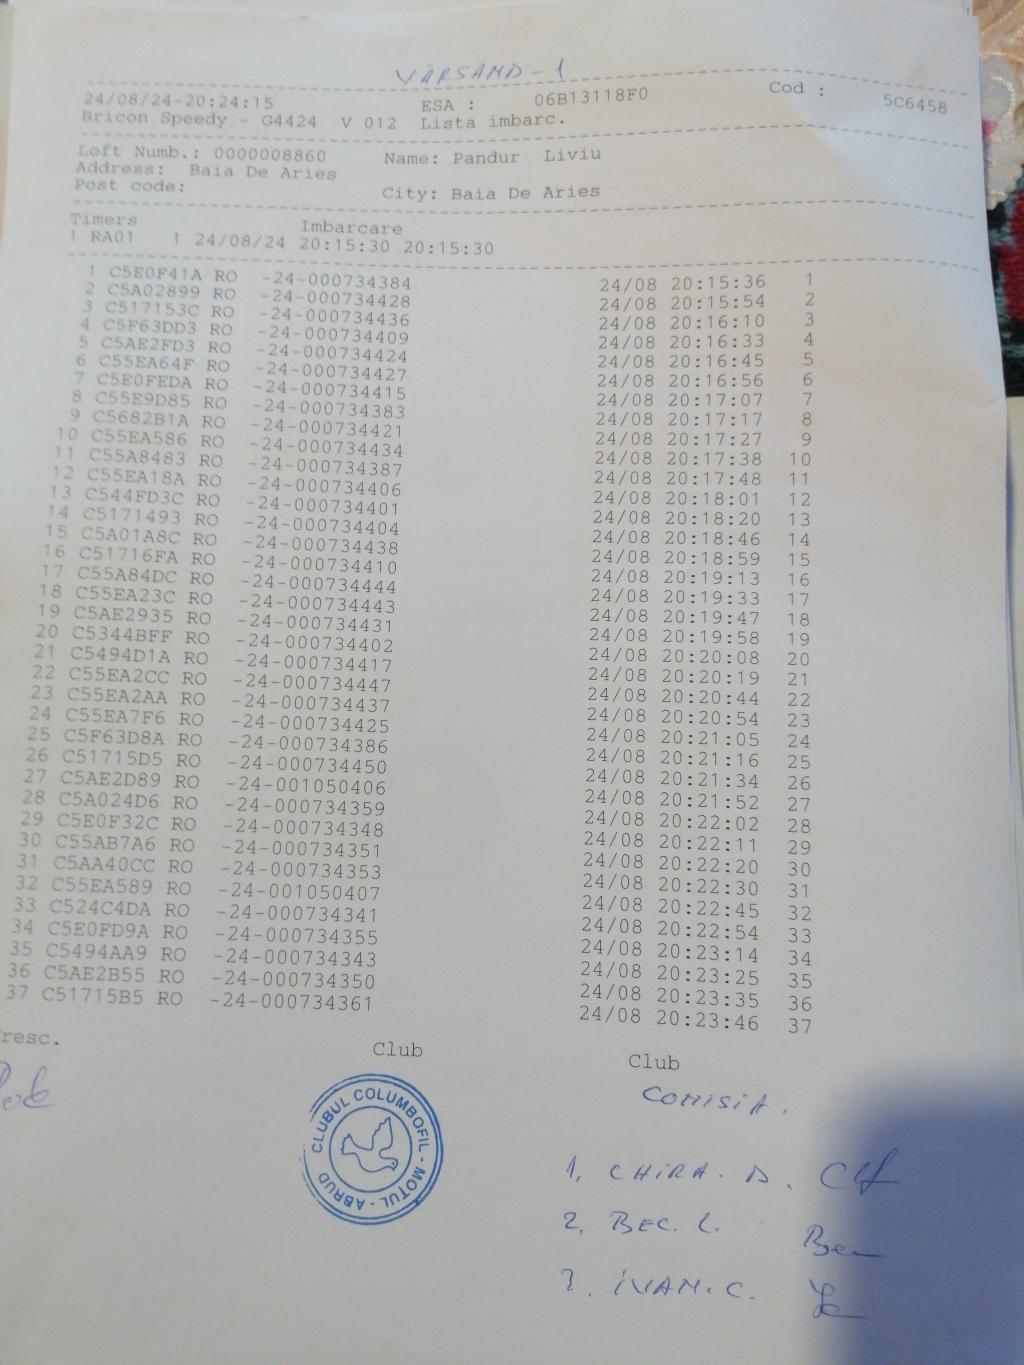 VARSAND-1
24/08/24-20:24:15 ESA : 06B13118F0 Cod : 5C6458
Bricon Speedy - G4424 V 012 Lista imbarc.
Loft Numb.: 0000008860 Name: Pandur Liviu
Address: Baia De Aries
Post code: City: Baia De Aries
Timers Imbarcare
1 RA01 1 24/08/24 20:15:30 20:15:30
1 C5E0F41A RO -24-000734384 24/08 20:15:36 1
2 C5A02899 RO -24-000734428 24/08 20:15:54 2
3 C517153C RO -24-000734436 24/08 20:16:10 3
4 C5F63DD3 RO -24-000734409 24/08 20:16:33 4
5 C5AE2FD3 RO -24-000734424 24/08 20:16:45 5
6 C55EA64F RO -24-000734427 24/08 20:16:56 6
7 C5E0FEDA RO -24-000734415 24/08 20:17:07 7
8 C55E9D85 RO -24-000734383 24/08 20:17:17 8
9 C5682B1A RO -24-000734421 24/08 20:17:27 9
10 C55EA586 RO -24-000734434 24/08 20:17:38 10
11 C55A8483 RO -24-000734387 24/08 20:17:48 11
12 C55EA18A RO -24-000734406 24/08 20:18:01 12
13 C544FD3C RO -24-000734401 24/08 20:18:20 13
14 C5171493 RO -24-000734404 24/08 20:18:46 14
15 C5A01A8C RO -24-000734438 24/08 20:18:59 15
16 C51716FA RO -24-000734410 24/08 20:19:13 16
17 C55A84DC RO -24-000734444 24/08 20:19:33 17
18 C55EA23C RO -24-000734443 24/08 20:19:47 18
19 C5AE2935 RO -24-000734431 24/08 20:19:58 19
20 C5344BFF RO -24-000734402 24/08 20:20:08 20
21 C5494D1A RO -24-000734417 24/08 20:20:19 21
22 C55EA2CC RO -24-000734447 24/08 20:20:44 22
23 C55EA2AA RO -24-000734437 24/08 20:20:54 23
24 C55EA7F6 RO -24-000734425 24/08 20:21:05 24
25 C5F63D8A RO -24-000734386 24/08 20:21:16 25
26 C51715D5 RO -24-000734450 24/08 20:21:34 26
27 C5AE2D89 RO -24-001050406 24/08 20:21:52 27
28 C5A024D6 RO -24-000734359 24/08 20:22:02 28
29 C5E0F32C RO -24-000734348 24/08 20:22:11 29
30 C55AB7A6 RO -24-000734351 24/08 20:22:20 30
31 C5AA40CC RO -24-000734353 24/08 20:22:30 31
32 C55EA589 RO -24-001050407 24/08 20:22:45 32
33 C524C4DA RO -24-000734341 24/08 20:22:54 33
34 C5E0FD9A RO -24-000734355 24/08 20:23:14 34
35 C5494AA9 RO -24-000734343 24/08 20:23:25 35
36 C5AE2B55 RO -24-000734350 24/08 20:23:35 36
37 C51715B5 RO -24-000734361 24/08 20:23:46 37
resc. Club Club
CLUBUL COLUMBOFIL - MOTUL - ABRUD
COMISIA.
1. CHIRA. D.
2. BEC. L.
3. IVAN. C.